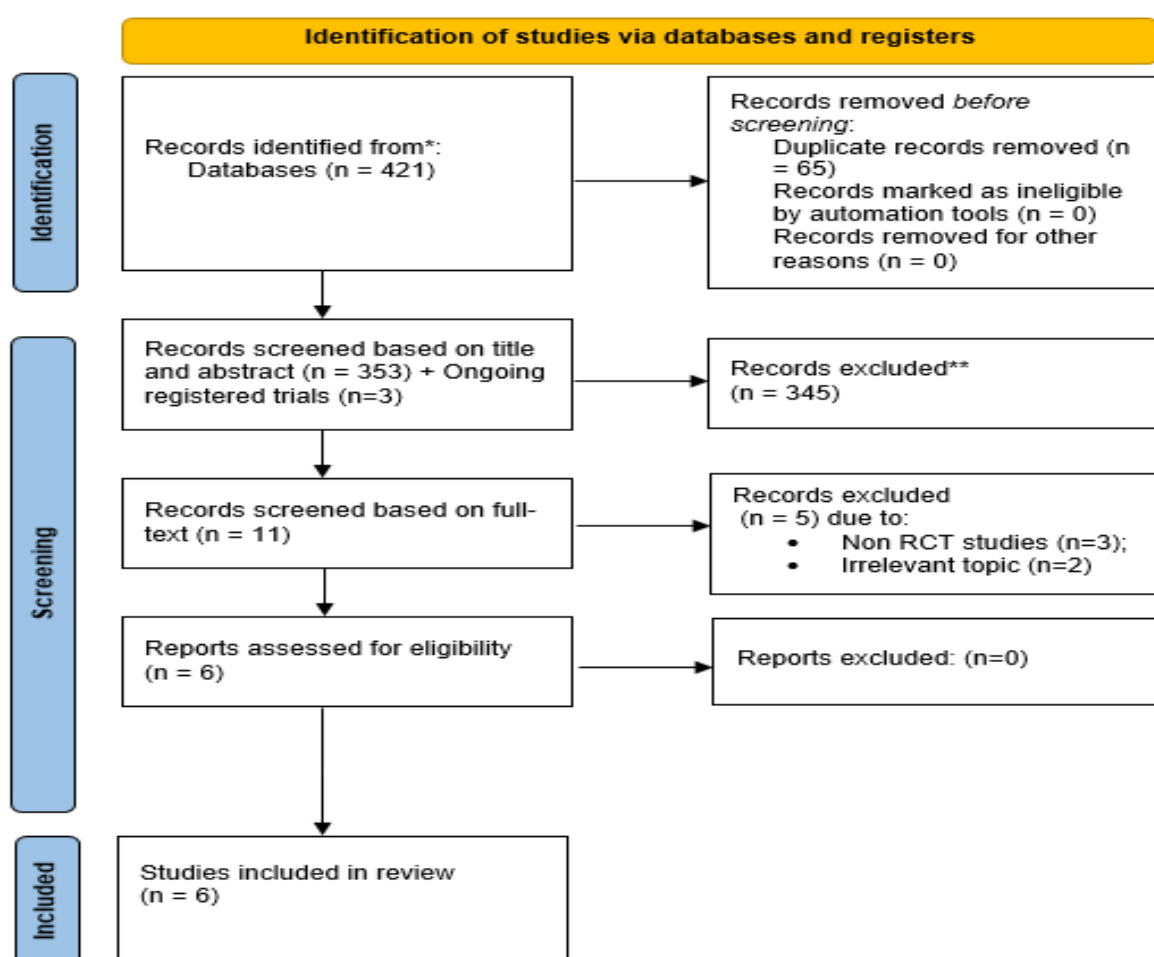 Identification of studies via databases and registers
Identification
Records identified from*:
Databases (n = 421)
Records removed before
screening:
Duplicate records removed (n
= 65)
Records marked as ineligible
by automation tools (n = 0)
Records removed for other
reasons (n = 0)
Screening
Records screened based on title
and abstract (n = 353) + Ongoing
registered trials (n=3)
Records excluded**
(n = 345)
Records screened based on full-
text (n = 11)
Records excluded
(n = 5) due to:
• Non RCT studies (n=3);
• Irrelevant topic (n=2)
Reports assessed for eligibility
(n = 6)
Reports excluded: (n=0)
Included
Studies included in review
(n = 6)